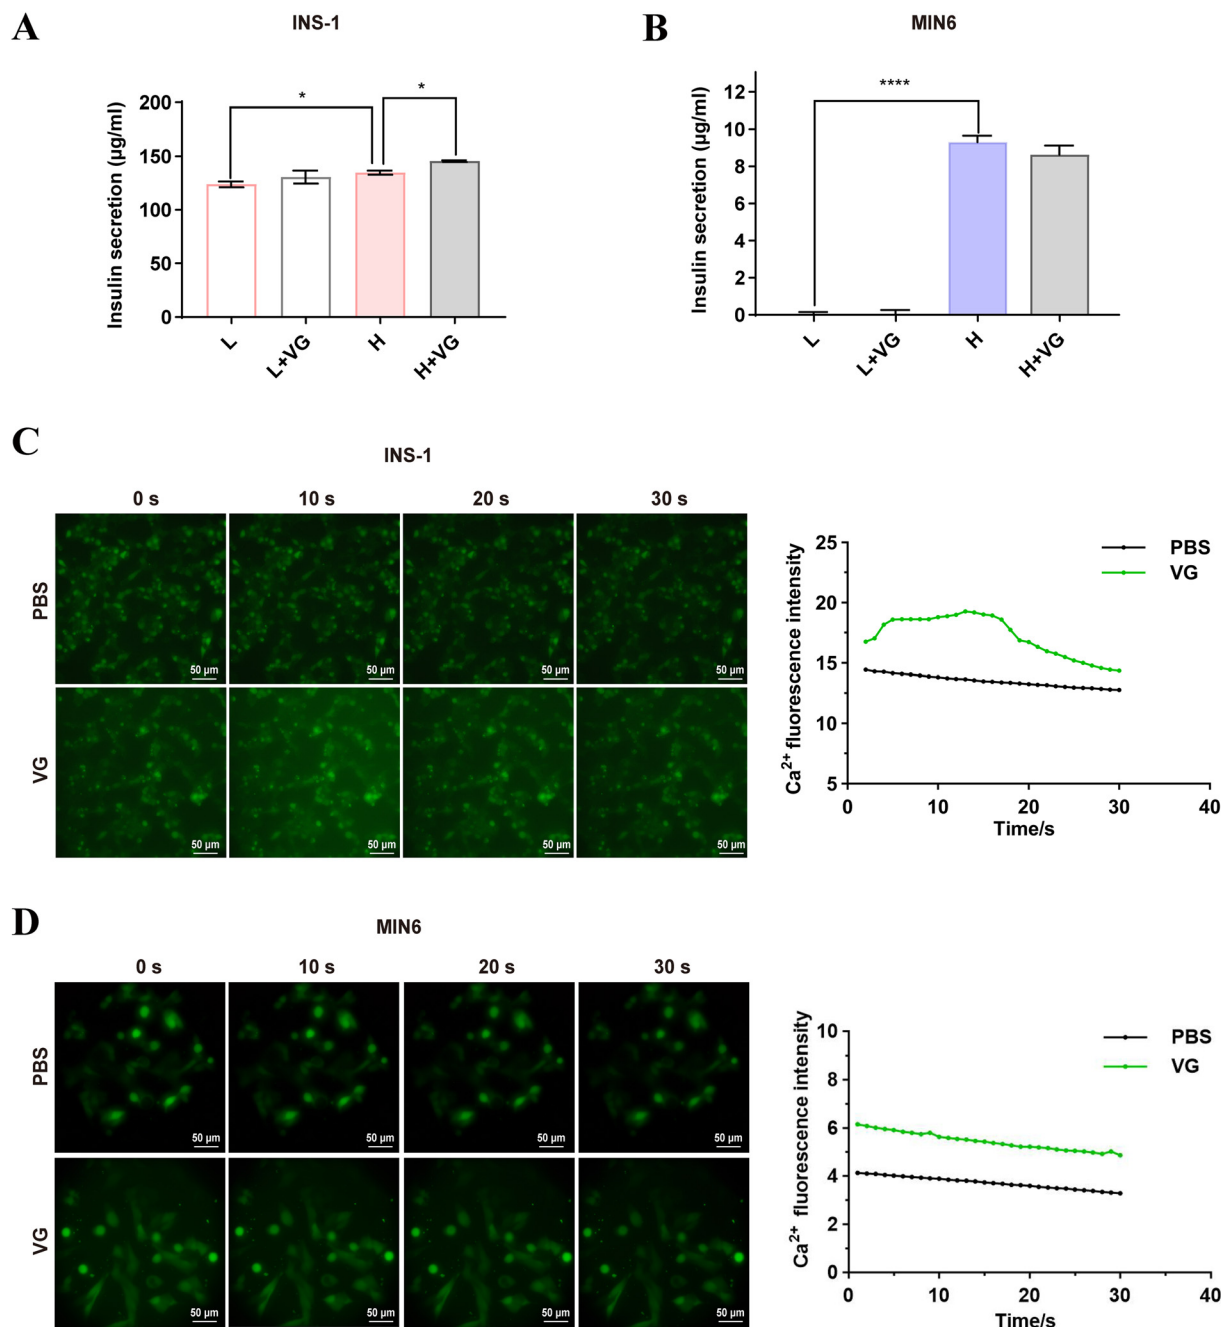 A
INS-1
Insulin secretion (µg/ml)
200
150
100
50
0
*
*
L
L+VG
H
H+VG
B
MIN6
Insulin secretion (µg/ml)
12
10
8
6
4
2
0
****
L
L+VG
H
H+VG
C
INS-1
0 s
10 s
20 s
30 s
PBS
50 µm
50 µm
50 µm
50 µm
VG
50 µm
50 µm
50 µm
50 µm
Ca²⁺ fluorescence intensity
25
20
15
10
5
0
10
20
30
40
Time/s
PBS
VG
D
MIN6
0 s
10 s
20 s
30 s
PBS
50 µm
50 µm
50 µm
50 µm
VG
50 µm
50 µm
50 µm
50 µm
Ca²⁺ fluorescence intensity
10
8
6
4
2
0
0
10
20
30
40
Time/s
PBS
VG